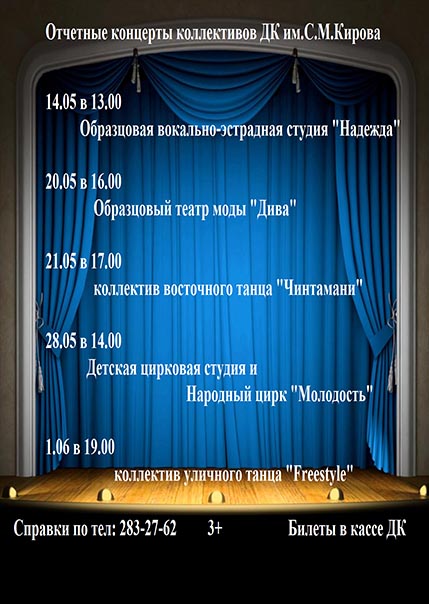 Отчетные концерты коллективов ДК им.С.М.Кирова
14.05 в 13.00
Образцовая вокально-эстрадная студия "Надежда"
20.05 в 16.00
Образцовый театр моды "Дива"
21.05 в 17.00
коллектив восточного танца "Чинтамани"
28.05 в 14.00
Детская цирковая студия и
Народный цирк "Молодость"
1.06 в 19.00
коллектив уличного танца "Freestyle"
Справки по тел: 283-27-62 3+ Билеты в кассе ДК